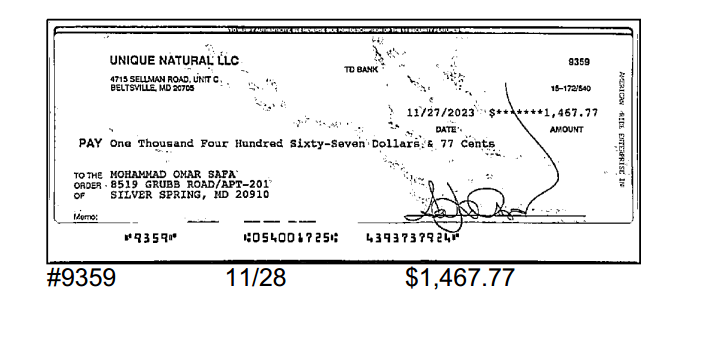 UNIQUE NATURAL LLC
4715 SELLMAN ROAD, UNIT C
BELTSVILLE, MD 20705
TD BANK
9359
15-172/540
11/27/2023 $*******1,467.77
DATE AMOUNT
PAY One Thousand Four Hundred Sixty-Seven Dollars & 77 Cents
TO THE ORDER OF
MOHAMMAD OMAR SAFA
8519 GRUBB ROAD/APT-201
SILVER SPRING, MD 20910
Memo:
⑈9359⑈ ⑆054001725⑆ 4393737924⑈
#9359 11/28 $1,467.77